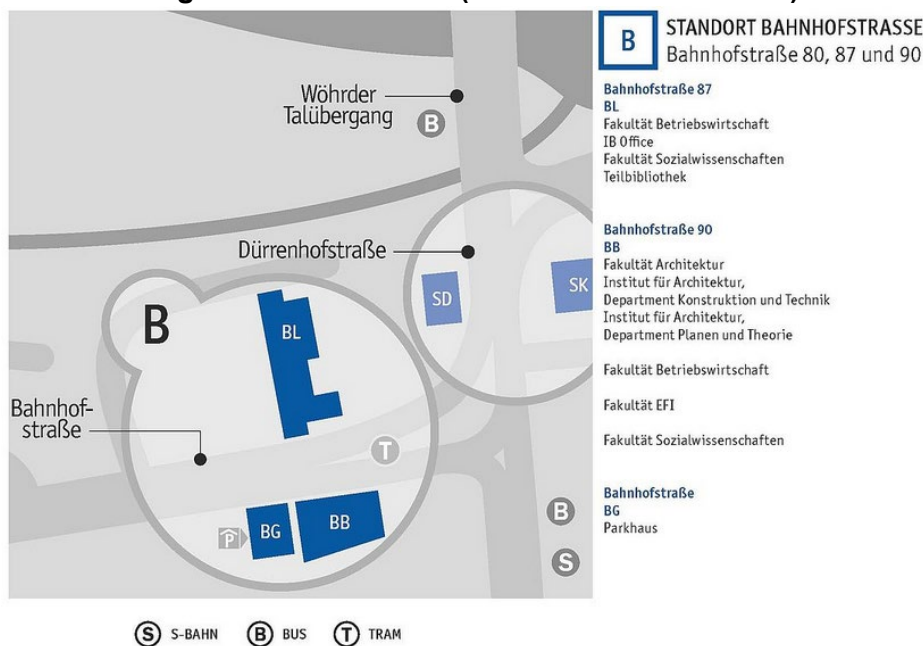 B
STANDORT BAHNHOFSTRASSE
Bahnhofstraße 80, 87 und 90
Bahnhofstraße 87
BL
Fakultät Betriebswirtschaft
IB Office
Fakultät Sozialwissenschaften
Teilbibliothek
Bahnhofstraße 90
BB
Fakultät Architektur
Institut für Architektur,
Department Konstruktion und Technik
Institut für Architektur,
Department Planen und Theorie
Fakultät Betriebswirtschaft
Fakultät EFI
Fakultät Sozialwissenschaften
Bahnhofstraße
BG
Parkhaus
Wöhrder
Talübergang
B
Dürrenhofstraße
SD
SK
B
BL
Bahnhof-
straße
T
P
BG
BB
B
S
S S-BAHN B BUS T TRAM